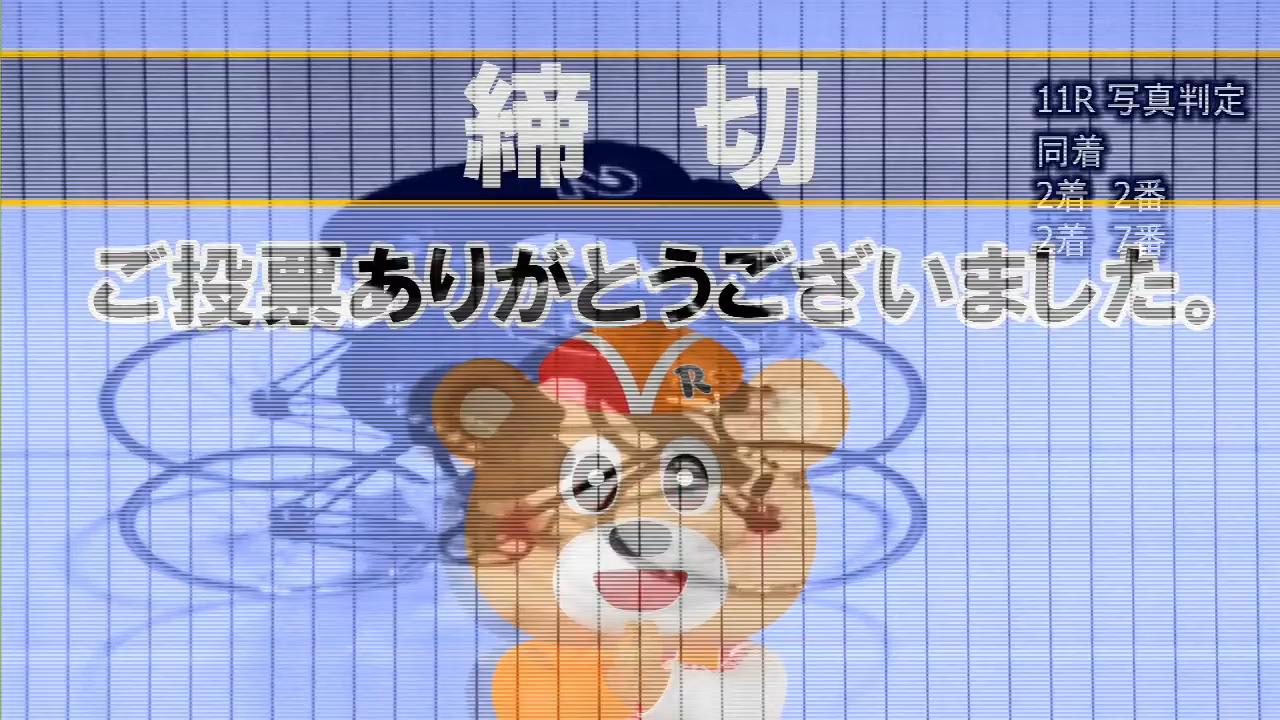 締切
11R 写真判定
同着
2着 2番
2着 7番
ご投票ありがとうございました。
R